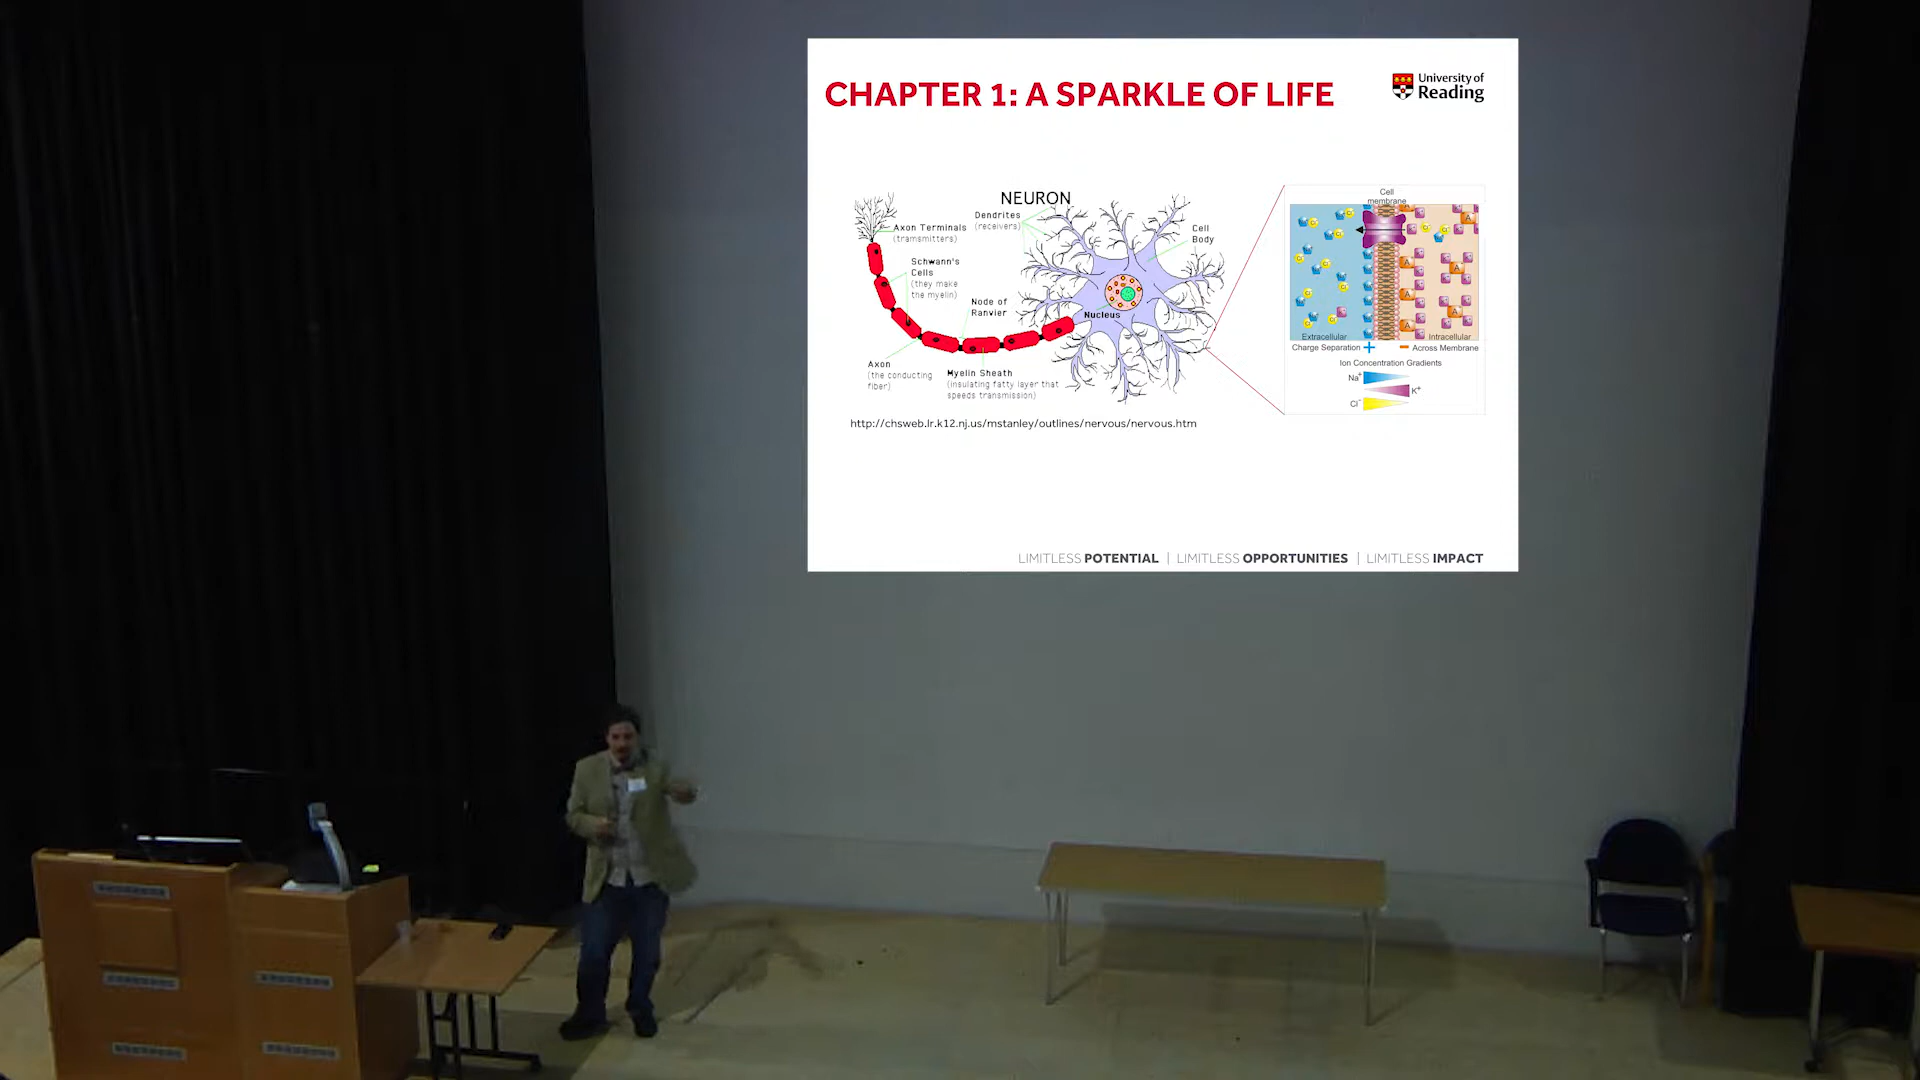 CHAPTER 1: A SPARKLE OF LIFE
University of
Reading
NEURON
Dendrites
(receivers)
Axon Terminals
(transmitters)
Cell
Body
Schwann's
Cells
(they make
the myelin)
Node of
Ranvier
Nucleus
Axon
(the conducting
fiber)
Myelin Sheath
(insulating fatty layer that
speeds transmission)
http://chsweb.lr.k12.nj.us/mstanley/outlines/nervous/nervous.htm
Cell
membrane
Extracellular
Intracellular
Charge Separation + − Across Membrane
Ion Concentration Gradients
Na+
K+
Cl-
LIMITLESS POTENTIAL | LIMITLESS OPPORTUNITIES | LIMITLESS IMPACT